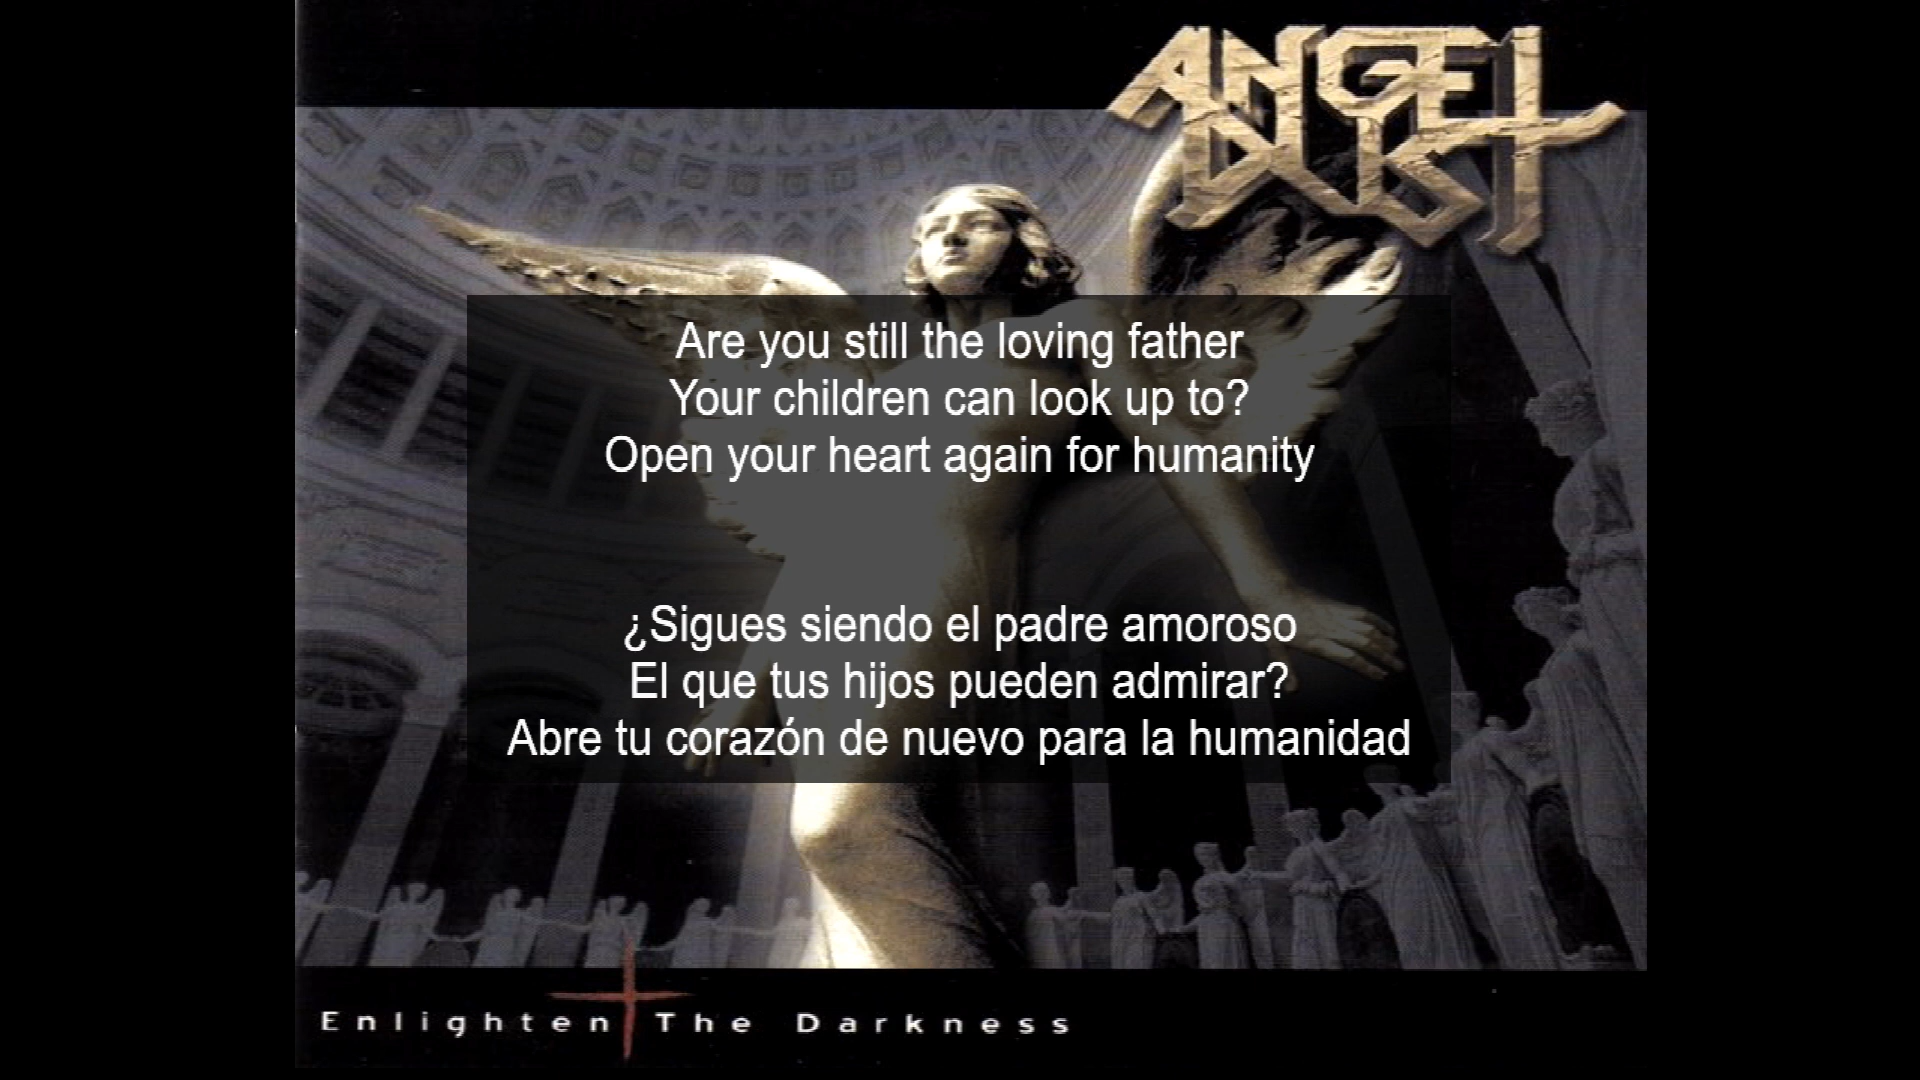 ANGEL
DUST
Are you still the loving father
Your children can look up to?
Open your heart again for humanity
¿Sigues siendo el padre amoroso
El que tus hijos pueden admirar?
Abre tu corazón de nuevo para la humanidad
Enlighten The Darkness